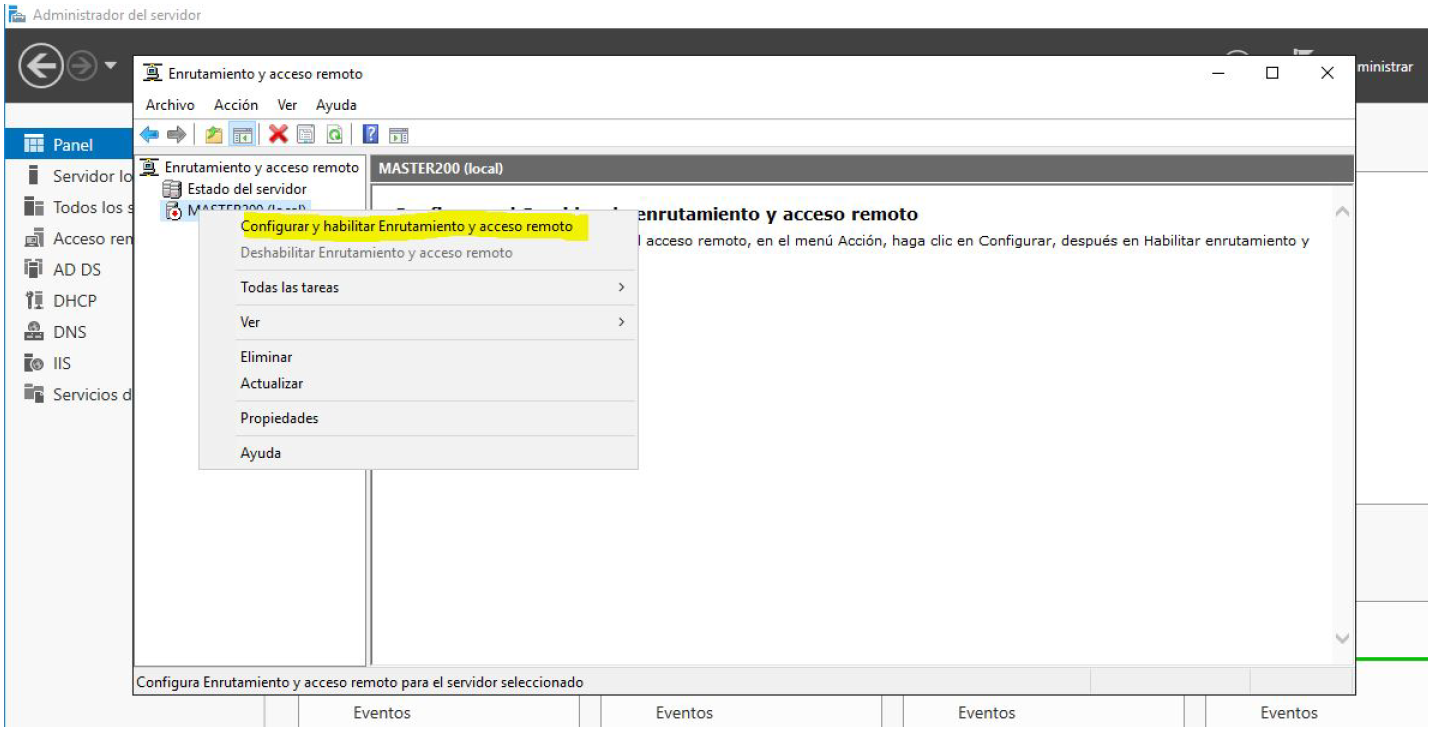 Administrador del servidor
ministrar
Enrutamiento y acceso remoto
Archivo Acción Ver Ayuda
Panel
Servidor lo
Todos los s
Acceso ren
AD DS
DHCP
DNS
IIS
Servicios d
Enrutamiento y acceso remoto
Estado del servidor
MASTER200 (local)
MASTER200 (local)
enrutamiento y acceso remoto
l acceso remoto, en el menú Acción, haga clic en Configurar, después en Habilitar enrutamiento y
Configurar y habilitar Enrutamiento y acceso remoto
Deshabilitar Enrutamiento y acceso remoto
Todas las tareas
Ver
Eliminar
Actualizar
Propiedades
Ayuda
Configura Enrutamiento y acceso remoto para el servidor seleccionado
Eventos Eventos Eventos Eventos